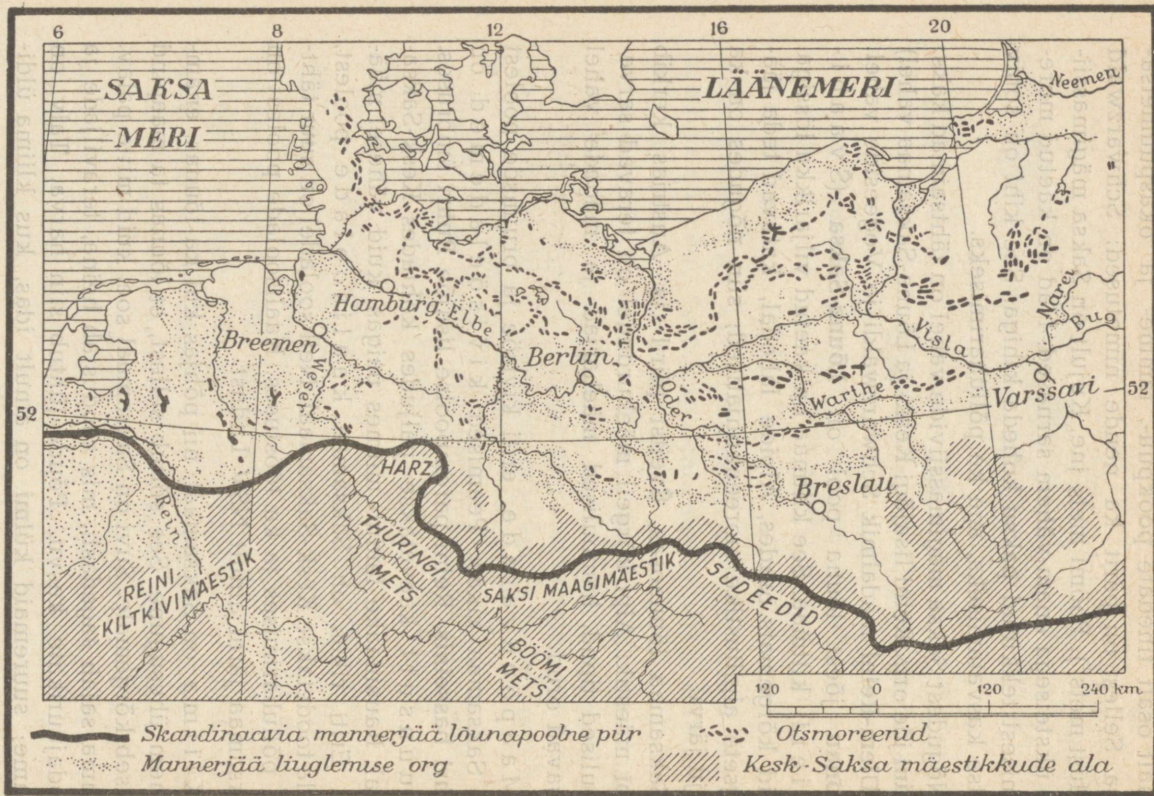 6 8 12 16 20
SAKSA
MERI
LÄÄNEMERI
Neemen
Hamburg
Elbe
Breemen
Weser
Berliin
Oder
Warthe
Visla
Narev
Bug
Varssavi
52
52
HARZ
Breslau
Rein
THÜRINGI
METS
REINI
KILTKIVIMÄESTIK
SAKSI MAAGIMÄESTIK
SUDEEDID
BOOMI
METS
120 0 120 240 km.
Skandinaavia mannerjää lõunapoolne piir
Otsmoreenid
Mannerjää liuglemuse org
Kesk-Saksa mäestikkude ala